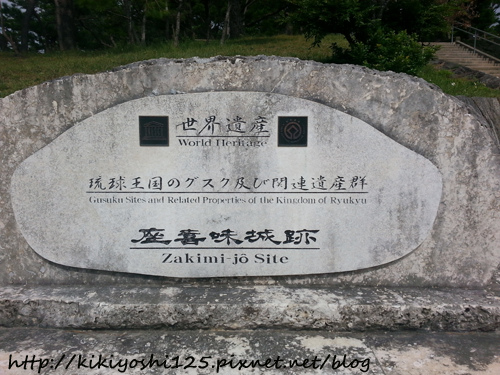 世界遺産
World Heritage
琉球王国のグスク及び関連遺産群
Gusuku Sites and Related Properties of the Kingdom of Ryukyu
座喜味城跡
Zakimi-jō Site
http://kikiyoshi125.pixnet.net/blog